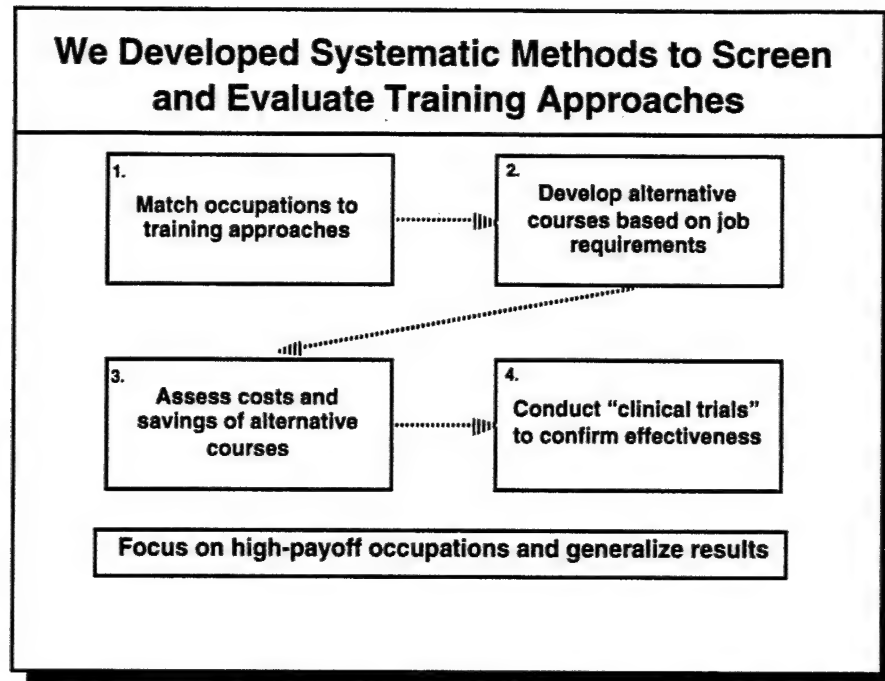 We Developed Systematic Methods to Screen
and Evaluate Training Approaches
1.
Match occupations to
training approaches
2.
Develop alternative
courses based on job
requirements
3.
Assess costs and
savings of alternative
courses
4.
Conduct “clinical trials”
to confirm effectiveness
Focus on high-payoff occupations and generalize results